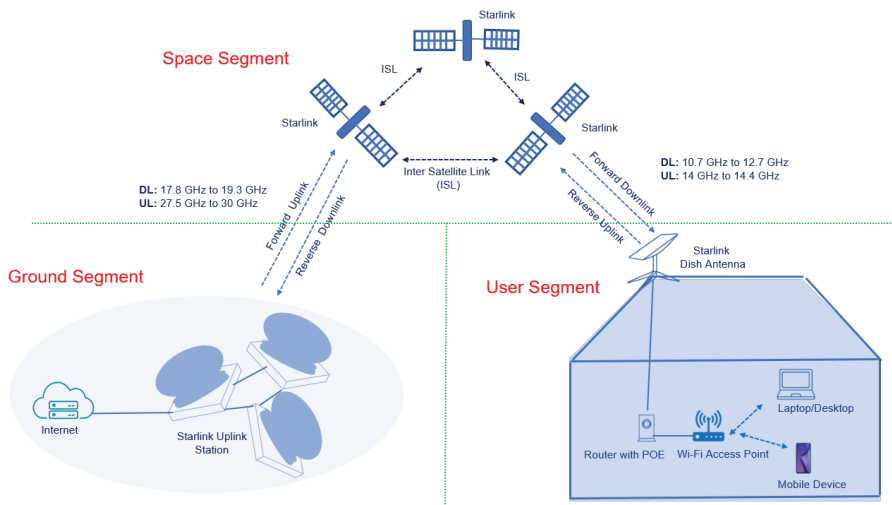 Starlink
Space Segment
ISL
ISL
Starlink
Starlink
Inter Satellite Link
(ISL)
DL: 17.8 GHz to 19.3 GHz
UL: 27.5 GHz to 30 GHz
DL: 10.7 GHz to 12.7 GHz
UL: 14 GHz to 14.4 GHz
Forward Uplink
Reverse Downlink
Forward Downlink
Reverse Uplink
Ground Segment
Internet
Starlink Uplink
Station
User Segment
Starlink
Dish Antenna
Router with POE
Wi-Fi Access Point
Laptop/Desktop
Mobile Device